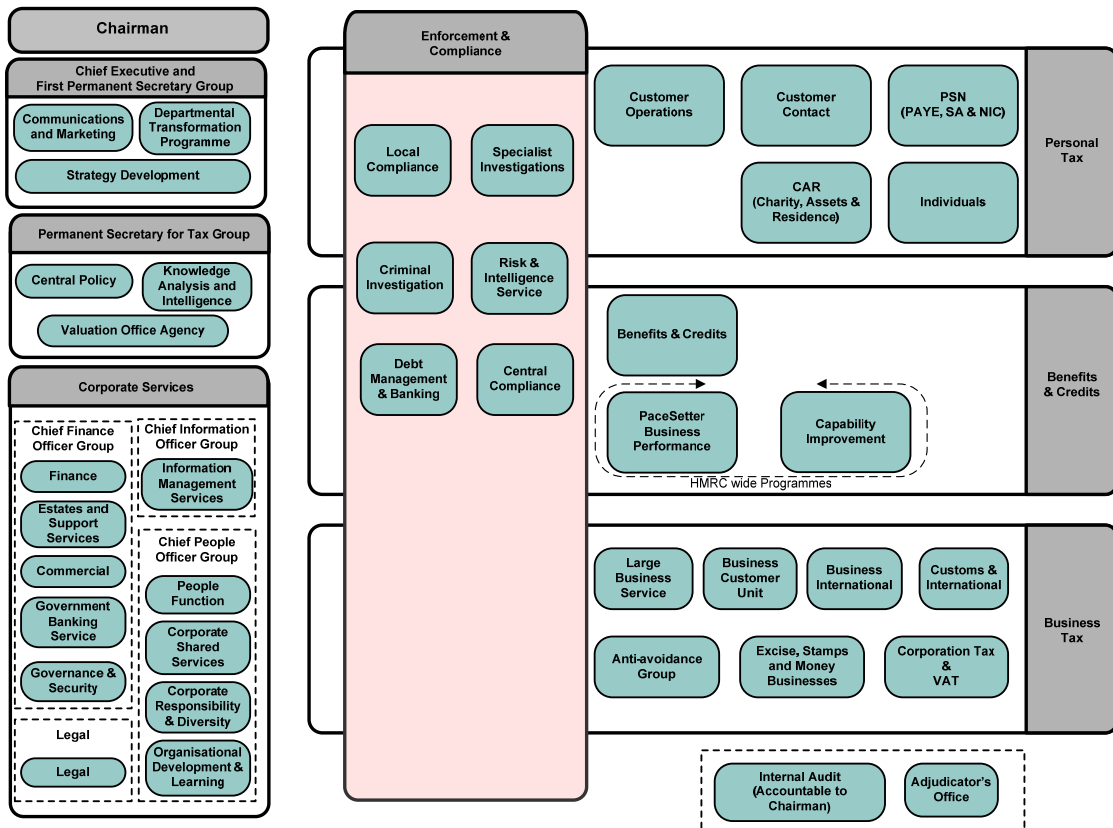 Chairman
Chief Executive and
First Permanent Secretary Group
Communications
and Marketing
Departmental
Transformation
Programme
Strategy Development
Permanent Secretary for Tax Group
Central Policy
Knowledge
Analysis and
Intelligence
Valuation Office Agency
Corporate Services
Chief Finance
Officer Group
Finance
Estates and
Support
Services
Commercial
Government
Banking
Service
Governance &
Security
Legal
Legal
Chief Information
Officer Group
Information
Management
Services
Chief People
Officer Group
People
Function
Corporate
Shared
Services
Corporate
Responsibility
& Diversity
Organisational
Development &
Learning
Enforcement &
Compliance
Local
Compliance
Specialist
Investigations
Criminal
Investigation
Risk &
Intelligence
Service
Debt
Management
& Banking
Central
Compliance
Customer
Operations
Customer
Contact
PSN
(PAYE, SA & NIC)
CAR
(Charity, Assets &
Residence)
Individuals
Personal
Tax
Benefits & Credits
PaceSetter
Business
Performance
Capability
Improvement
HMRC wide Programmes
Benefits
& Credits
Large
Business
Service
Business
Customer
Unit
Business
International
Customs &
International
Anti-avoidance
Group
Excise, Stamps
and Money
Businesses
Corporation Tax
&
VAT
Business
Tax
Internal Audit
(Accountable to
Chairman)
Adjudicator's
Office